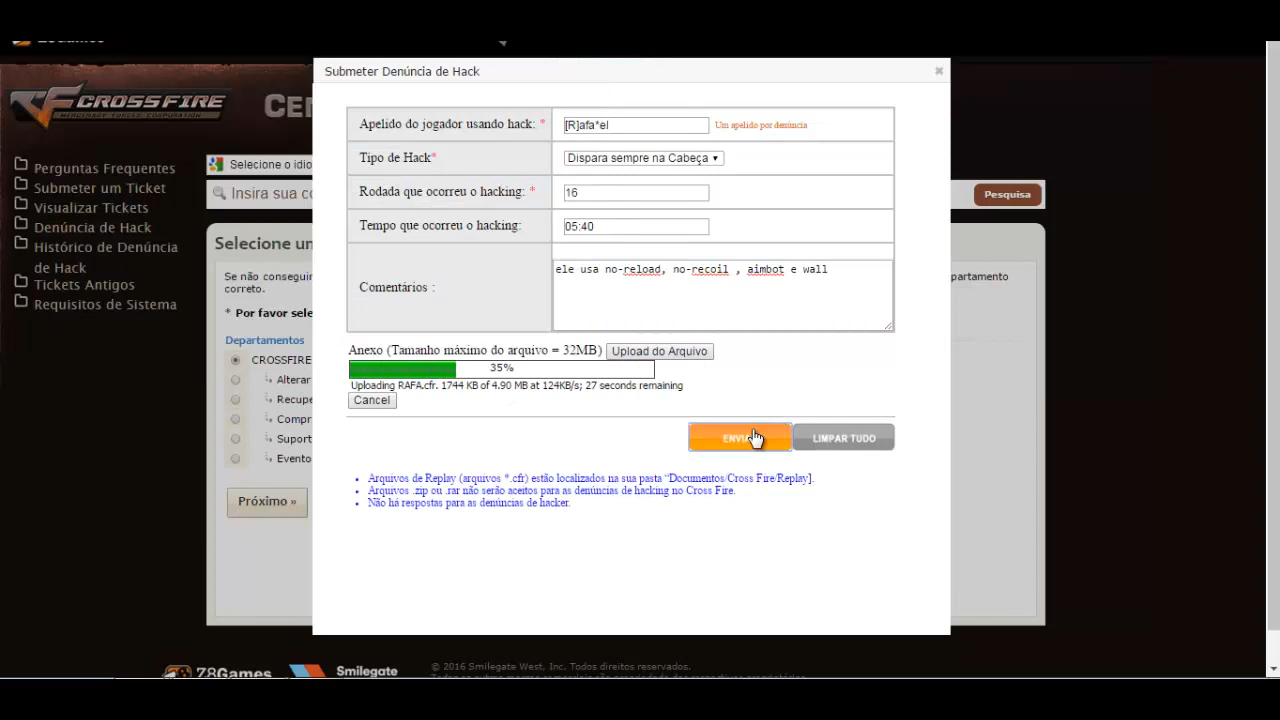 Submeter Denúncia de Hack
CROSSFIRE
MERCENARY FORCES CORPORATION
CE
Perguntas Frequentes
Submeter um Ticket
Visualizar Tickets
Denúncia de Hack
Histórico de Denúncia
de Hack
Tickets Antigos
Requisitos de Sistema
Selecione o idio
Insira sua co
Pesquisa
Selecione un
Se não conseguir
partamento
correto.
* Por favor sele
Departamentos
CROSSFIRE
Alterar
Recupe
Compr
Suport
Evento
Próximo »
Apelido do jogador usando hack: * [R]afa*el Um apelido por denúncia
Tipo de Hack* Dispara sempre na Cabeça
Rodada que ocorreu o hacking: * 16
Tempo que ocorreu o hacking: 05:40
Comentários : ele usa no-reload, no-recoil , aimbot e wall
Anexo (Tamanho máximo do arquivo = 32MB) Upload do Arquivo
35%
Uploading RAFA.cfr. 1744 KB of 4.90 MB at 124KB/s; 27 seconds remaining
Cancel
LIMPAR TUDO
• Arquivos de Replay (arquivos *.cfr) estão localizados na sua pasta “Documentos/Cross Fire/Replay].
• Arquivos .zip ou .rar não serão aceitos para as denúncias de hacking no Cross Fire.
• Não há respostas para as denúncias de hacker.
Z8Games
Smilegate
© 2016 Smilegate West, Inc. Todos direitos reservados.